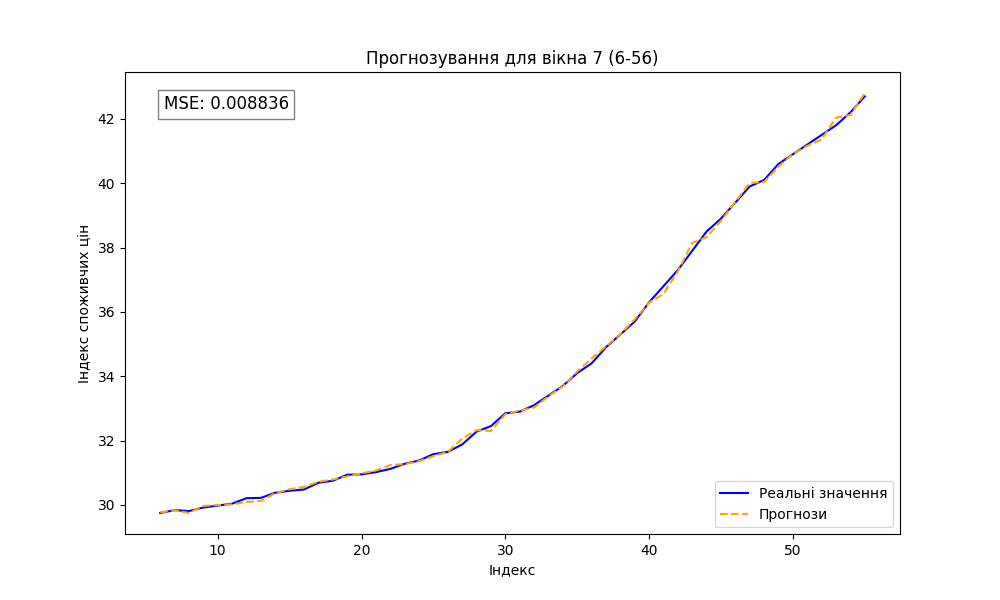 Прогнозування для вікна 7 (6-56)
MSE: 0.008836
Індекс споживчих цін
42
40
38
36
34
32
30
10 20 30 40 50
Індекс
Реальні значення
Прогнози